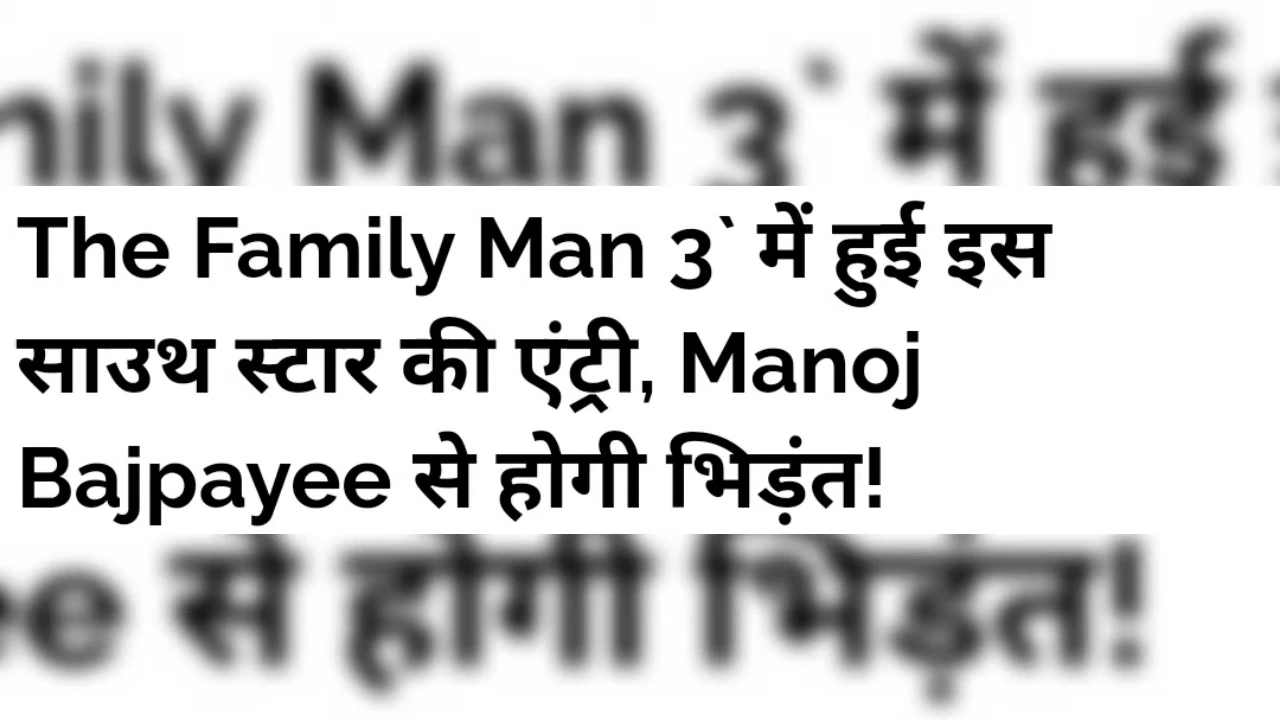 The Family Man 3` में हुई इस
साउथ स्टार की एंट्री, Manoj
Bajpayee से होगी भिड़ंत!